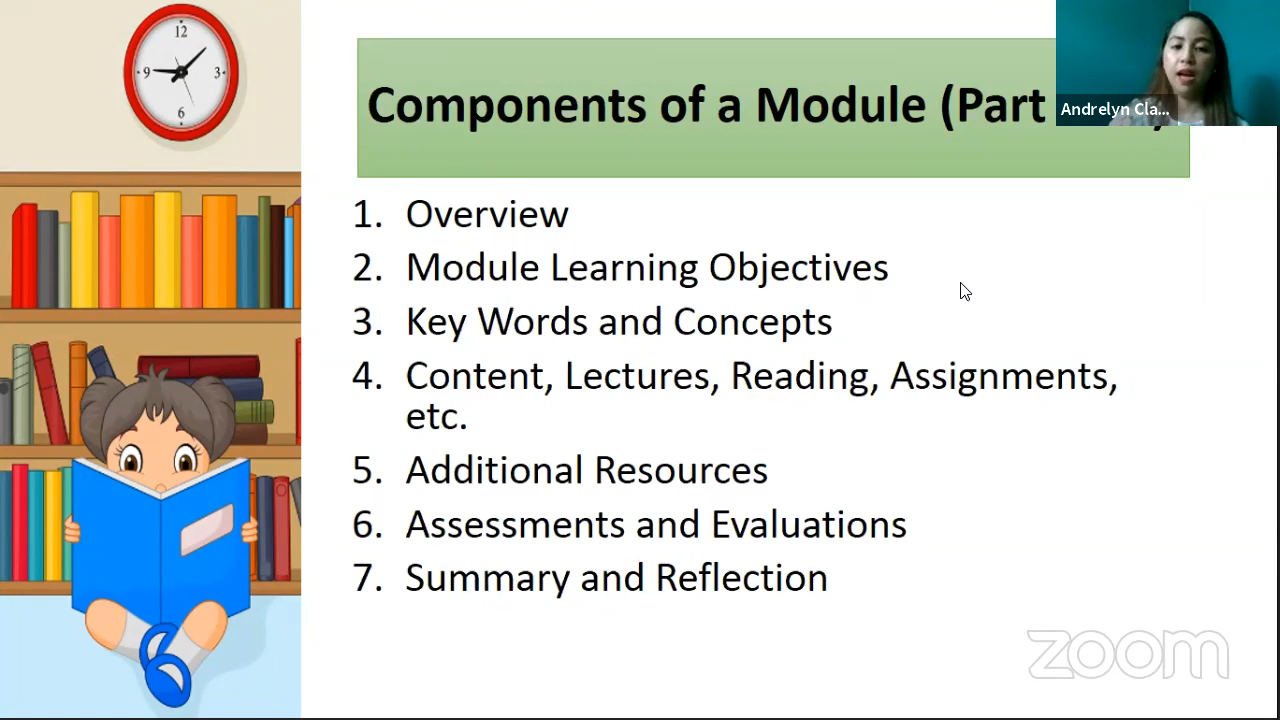 12
9
3
6
Components of a Module (Part
Andrelyn Cla...
1. Overview
2. Module Learning Objectives
3. Key Words and Concepts
4. Content, Lectures, Reading, Assignments,
etc.
5. Additional Resources
6. Assessments and Evaluations
7. Summary and Reflection
zoom